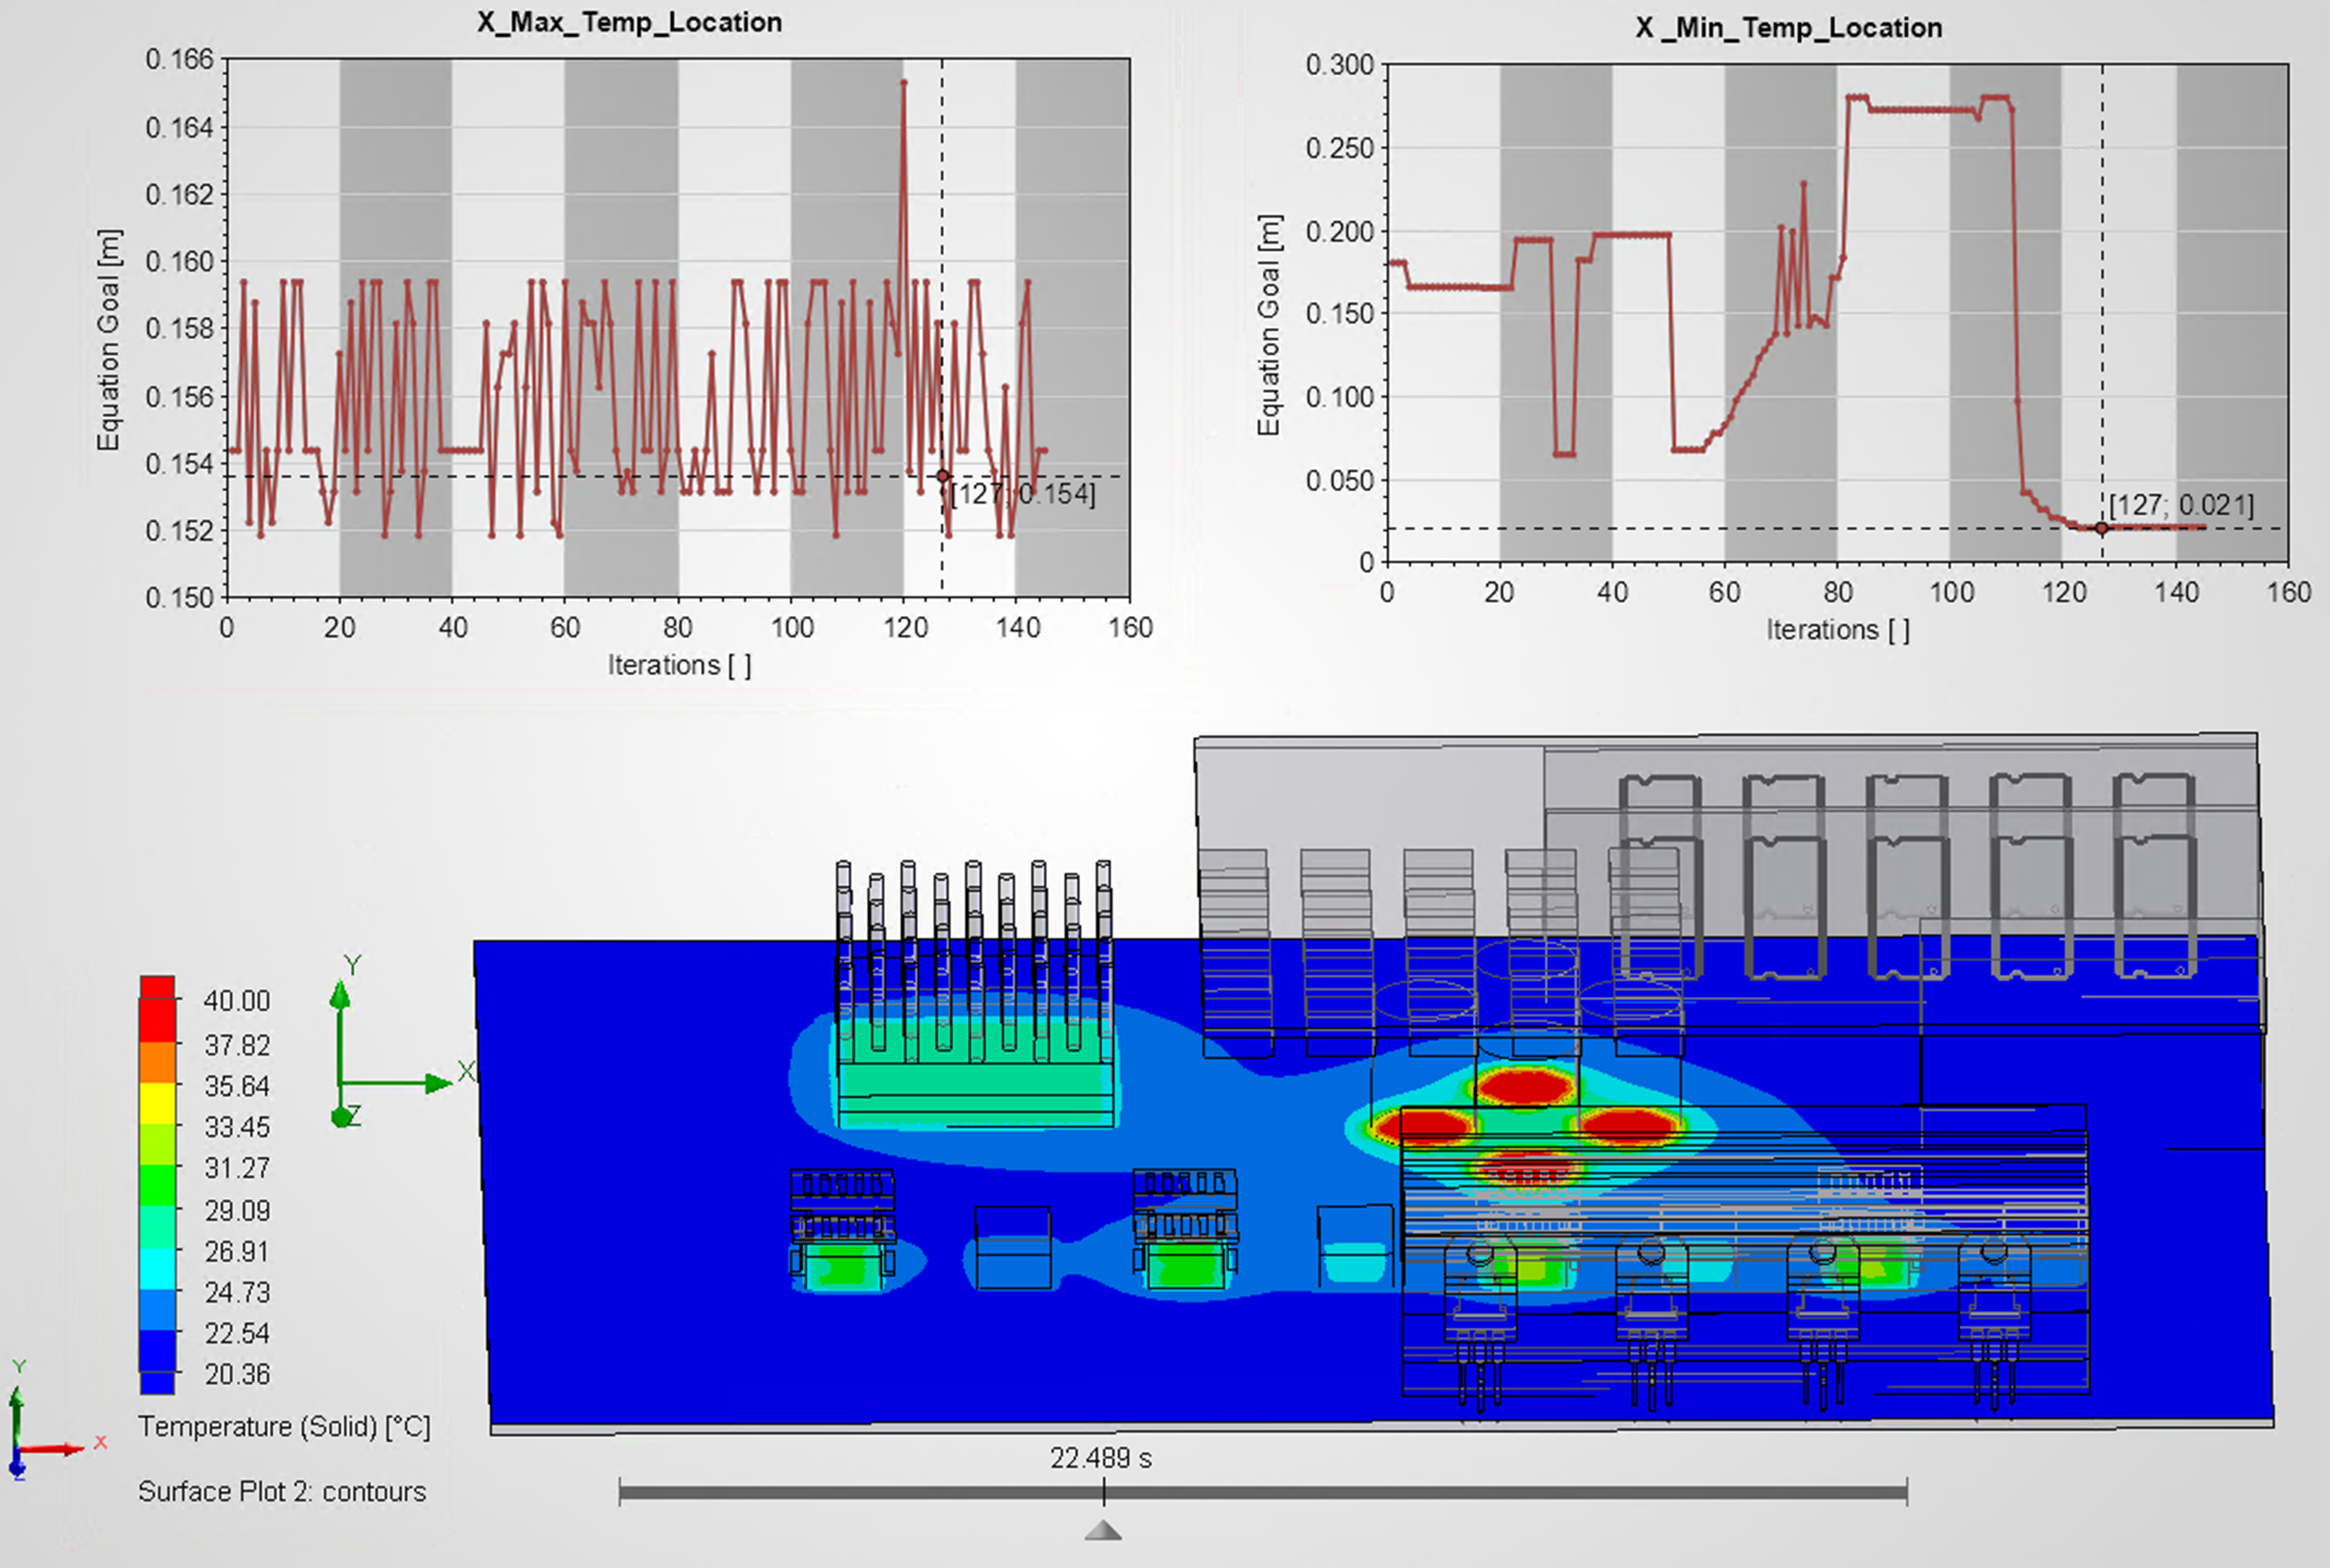 X_Max_Temp_Location
0.166
0.164
0.162
0.160
0.158
0.156
0.154
0.152
0.150
Equation Goal [m]
[127; 0.154]
0 20 40 60 80 100 120 140 160
Iterations [ ]
X _Min_Temp_Location
0.300
0.250
0.200
0.150
0.100
0.050
0
Equation Goal [m]
[127; 0.021]
0 20 40 60 80 100 120 140 160
Iterations [ ]
Y
X
Z
40.00
37.82
35.64
33.45
31.27
29.09
26.91
24.73
22.54
20.36
Y
X
Z
Temperature (Solid) [°C]
Surface Plot 2: contours
22.489 s